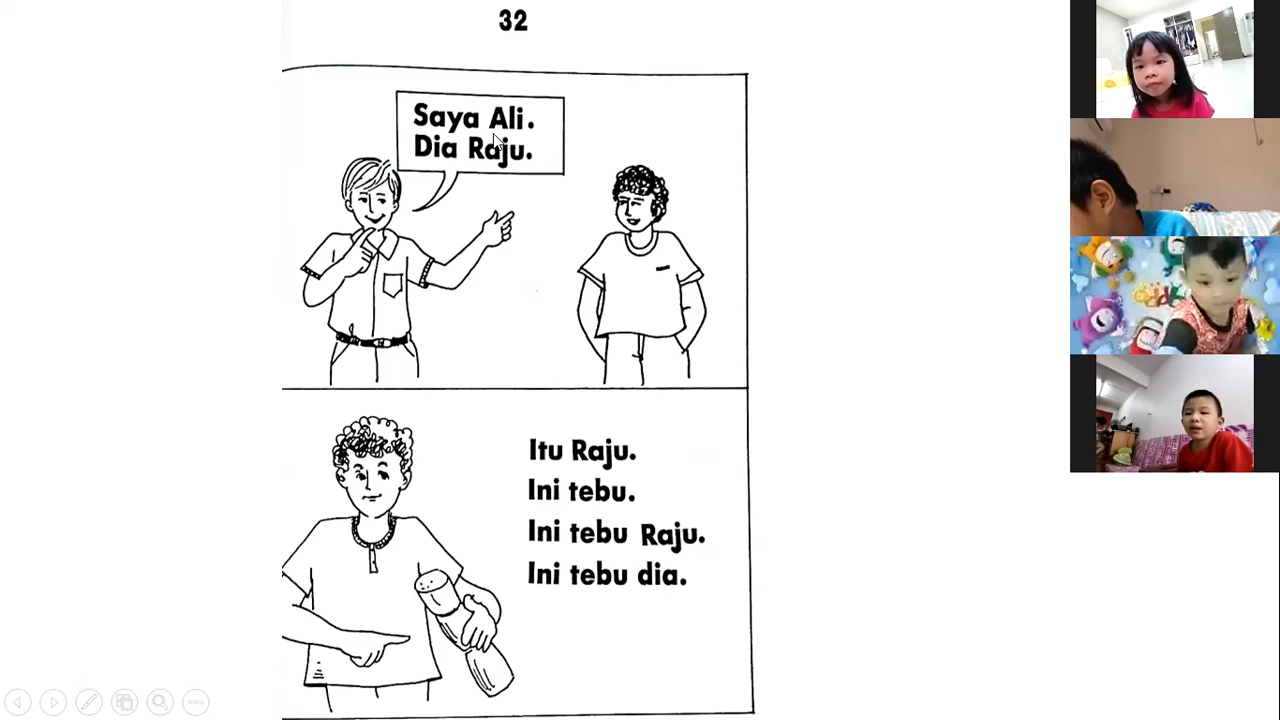 32
Saya Ali.
Dia Raju.
Itu Raju.
Ini tebu.
Ini tebu Raju.
Ini tebu dia.